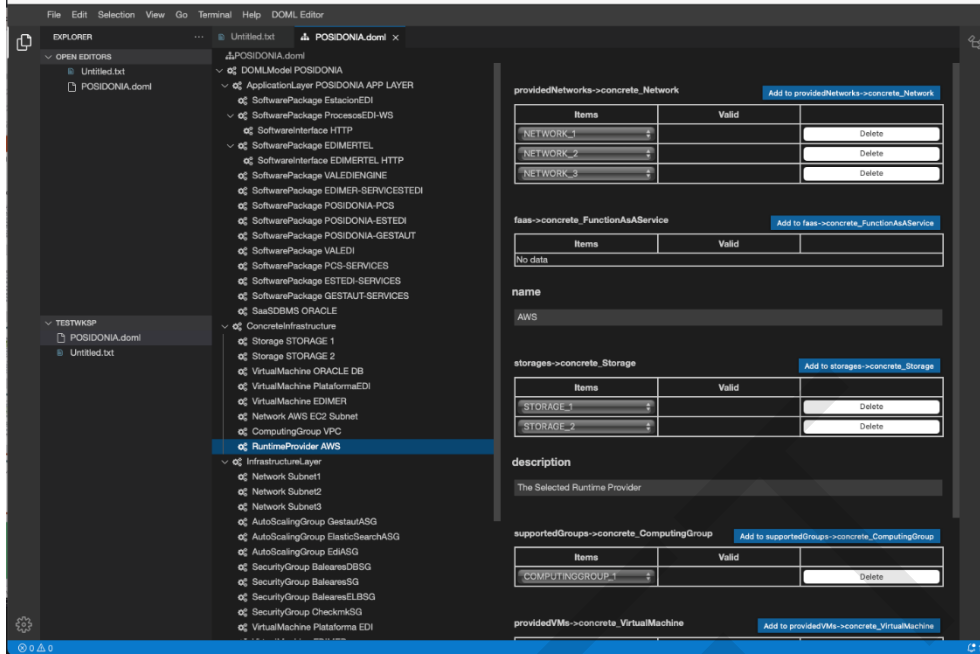 File Edit Selection View Go Terminal Help DOML Editor
EXPLORER ...
OPEN EDITORS
Untitled.txt
POSIDONIA.doml
TESTWKSP
POSIDONIA.doml
Untitled.txt
Untitled.txt POSIDONIA.doml ×
POSIDONIA.doml
DOMLModel POSIDONIA
ApplicationLayer POSIDONIA APP LAYER
SoftwarePackage EstacionEDI
SoftwarePackage ProcesosEDI-WS
SoftwareInterface HTTP
SoftwarePackage EDIMERTEL
SoftwareInterface EDIMERTEL HTTP
SoftwarePackage VALEDIENGINE
SoftwarePackage EDIMER-SERVICESTEDI
SoftwarePackage POSIDONIA-PCS
SoftwarePackage POSIDONIA-ESTEDI
SoftwarePackage POSIDONIA-GESTAUT
SoftwarePackage VALEDI
SoftwarePackage PCS-SERVICES
SoftwarePackage ESTEDI-SERVICES
SoftwarePackage GESTAUT-SERVICES
SaaSDBMS ORACLE
ConcreteInfrastructure
Storage STORAGE 1
Storage STORAGE 2
VirtualMachine ORACLE DB
VirtualMachine PlataformaEDI
VirtualMachine EDIMER
Network AWS EC2 Subnet
ComputingGroup VPC
RuntimeProvider AWS
InfrastructureLayer
Network Subnet1
Network Subnet2
Network Subnet3
AutoScalingGroup GestautASG
AutoScalingGroup ElasticSearchASG
AutoScalingGroup EdiASG
SecurityGroup BalearesDBSG
SecurityGroup BalearesSG
SecurityGroup BalearesELBSG
SecurityGroup CheckmkSG
VirtualMachine Plataforma EDI
providedNetworks->concrete_Network Add to providedNetworks->concrete_Network
Items Valid
NETWORK_1 Delete
NETWORK_2 Delete
NETWORK_3 Delete
faas->concrete_FunctionAsAService Add to faas->concrete_FunctionAsAService
Items Valid
No data
name
AWS
storages->concrete_Storage Add to storages->concrete_Storage
Items Valid
STORAGE_1 Delete
STORAGE_2 Delete
description
The Selected Runtime Provider
supportedGroups->concrete_ComputingGroup Add to supportedGroups->concrete_ComputingGroup
Items Valid
COMPUTINGGROUP_1 Delete
providedVMs->concrete_VirtualMachine Add to providedVMs->concrete_VirtualMachine
0 0